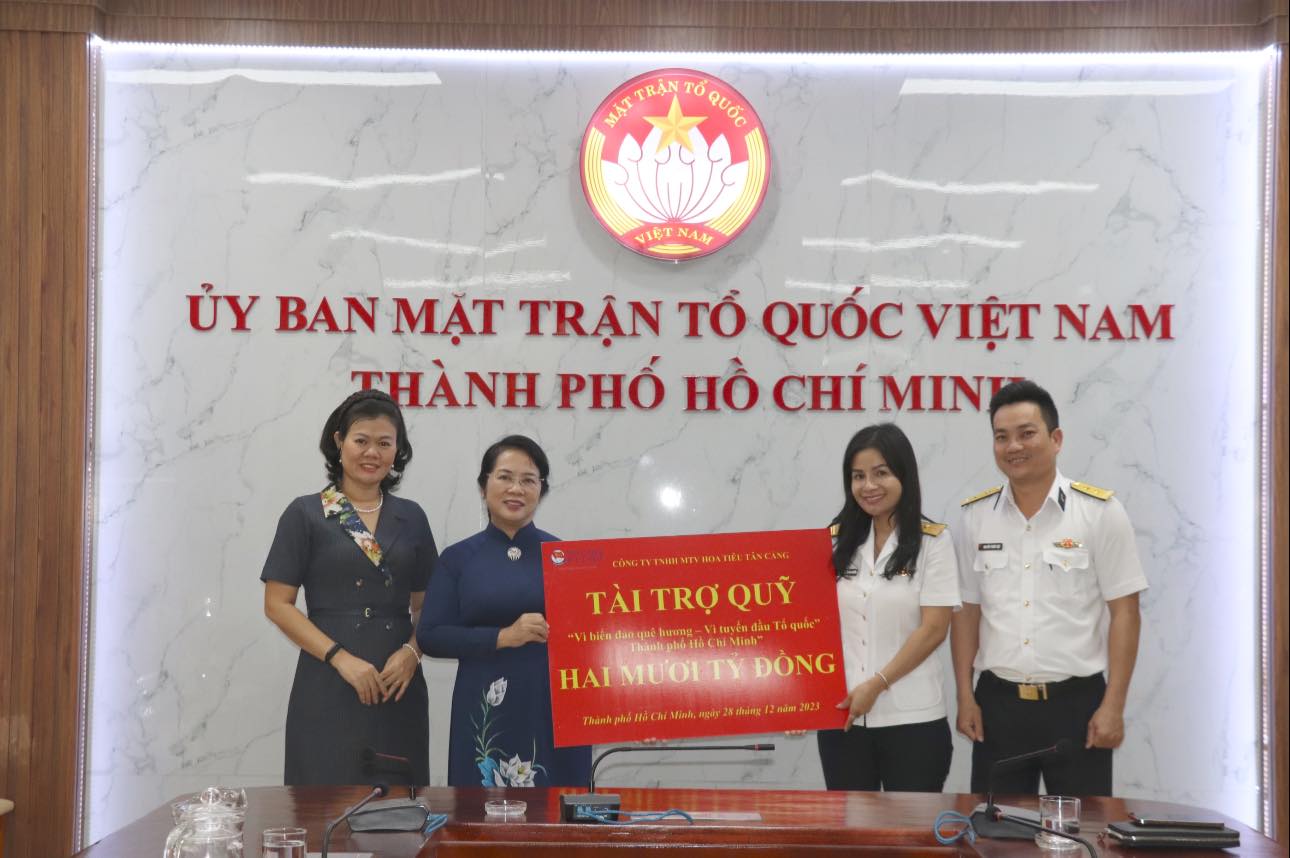 MẶT TRẬN TỔ QUỐC
VIỆT NAM
ỦY BAN MẶT TRẬN TỔ QUỐC VIỆT NAM
THÀNH PHỐ HỒ CHÍ MINH
CÔNG TY TNHH MTV HOA TIÊU TÂN CẢNG
TÀI TRỢ QUỸ
“Vì biển đảo quê hương – Vì tuyến đầu Tổ quốc”
Thành phố Hồ Chí Minh”
HAI MƯƠI TỶ ĐỒNG
Thành phố Hồ Chí Minh, ngày 28 tháng 12 năm 2023